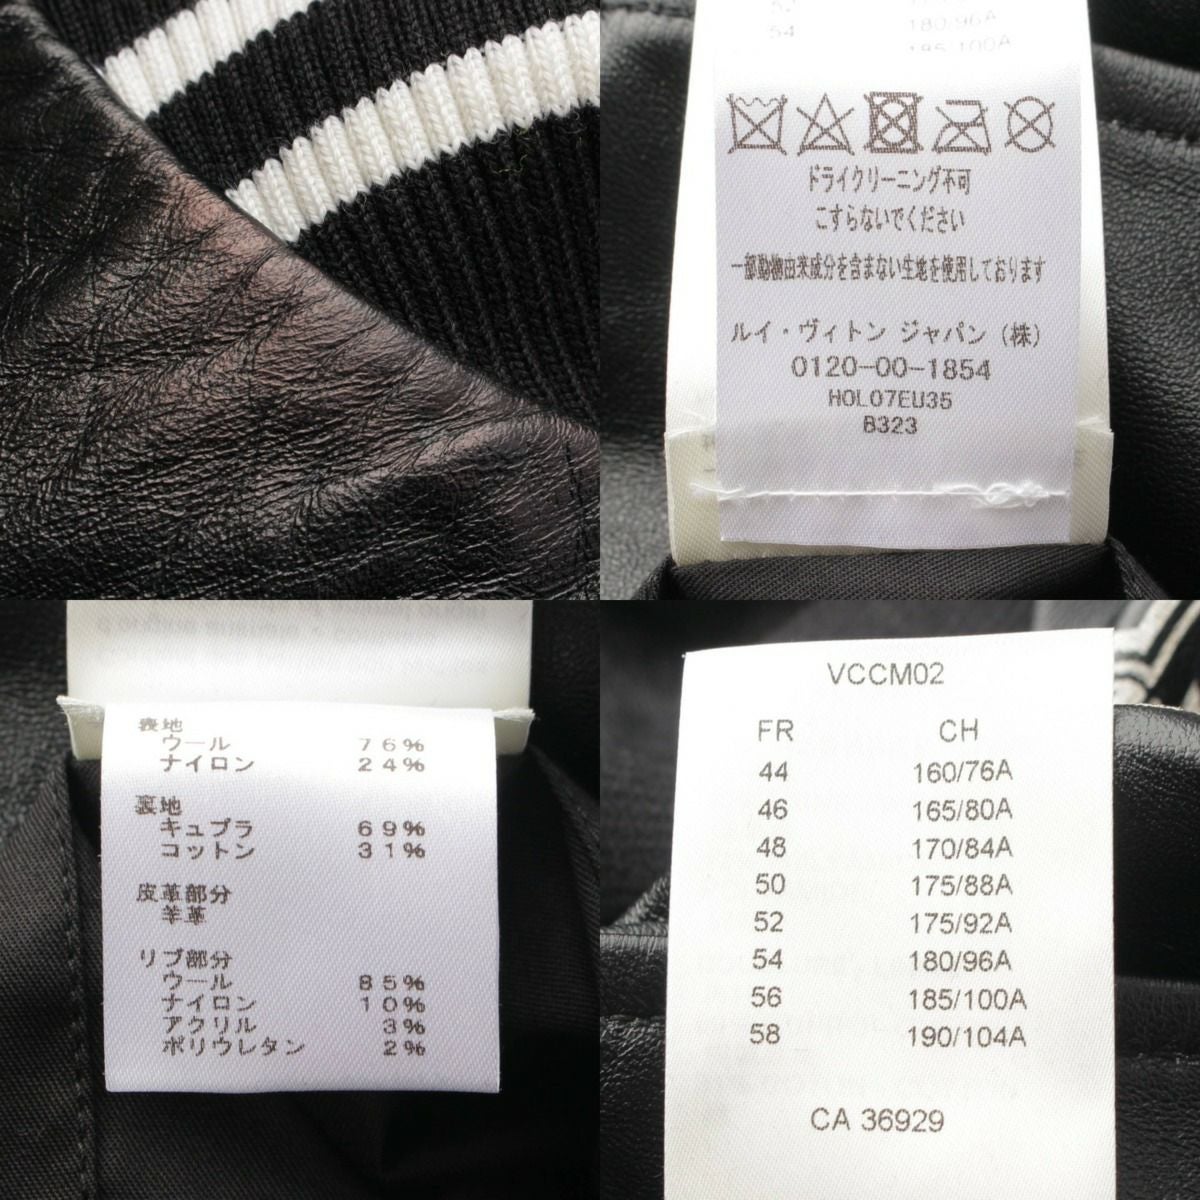 54 180/96A
185/100A
ドライクリーニング不可
こすらないでください
一部動物由来成分を含まない生地を使用しております
ルイ・ヴィトン ジャパン (株)
0120-00-1854
HOL07EU35
B323
表地
ウール 76%
ナイロン 24%
裏地
キュプラ 69%
コットン 31%
皮革部分
羊革
リブ部分
ウール 85%
ナイロン 10%
アクリル 3%
ポリウレタン 2%
VCCM02
FR CH
44 160/76A
46 165/80A
48 170/84A
50 175/88A
52 175/92A
54 180/96A
56 185/100A
58 190/104A
CA 36929